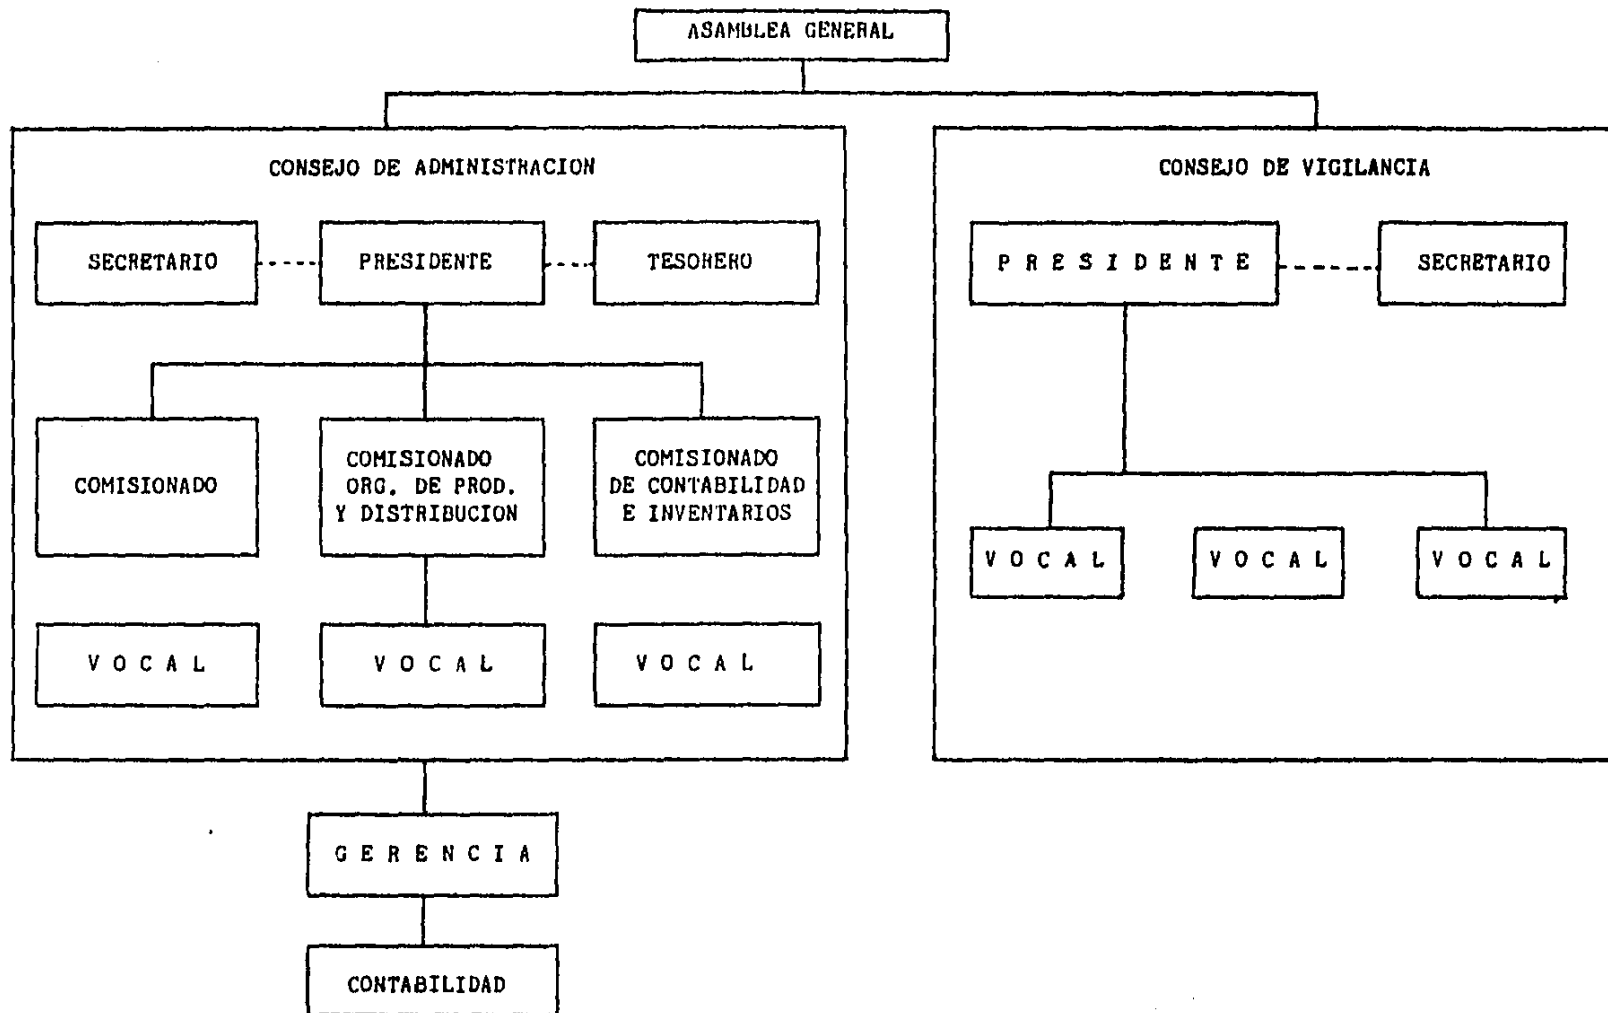 ASAMBLEA GENERAL
CONSEJO DE ADMINISTRACION
SECRETARIO
PRESIDENTE
TESORERO
COMISIONADO
COMISIONADO
ORG. DE PROD.
Y DISTRIBUCION
COMISIONADO
DE CONTABILIDAD
E INVENTARIOS
V O C A L
V O C A L
V O C A L
CONSEJO DE VIGILANCIA
P R E S I D E N T E
SECRETARIO
V O C A L
V O C A L
V O C A L
G E R E N C I A
CONTABILIDAD